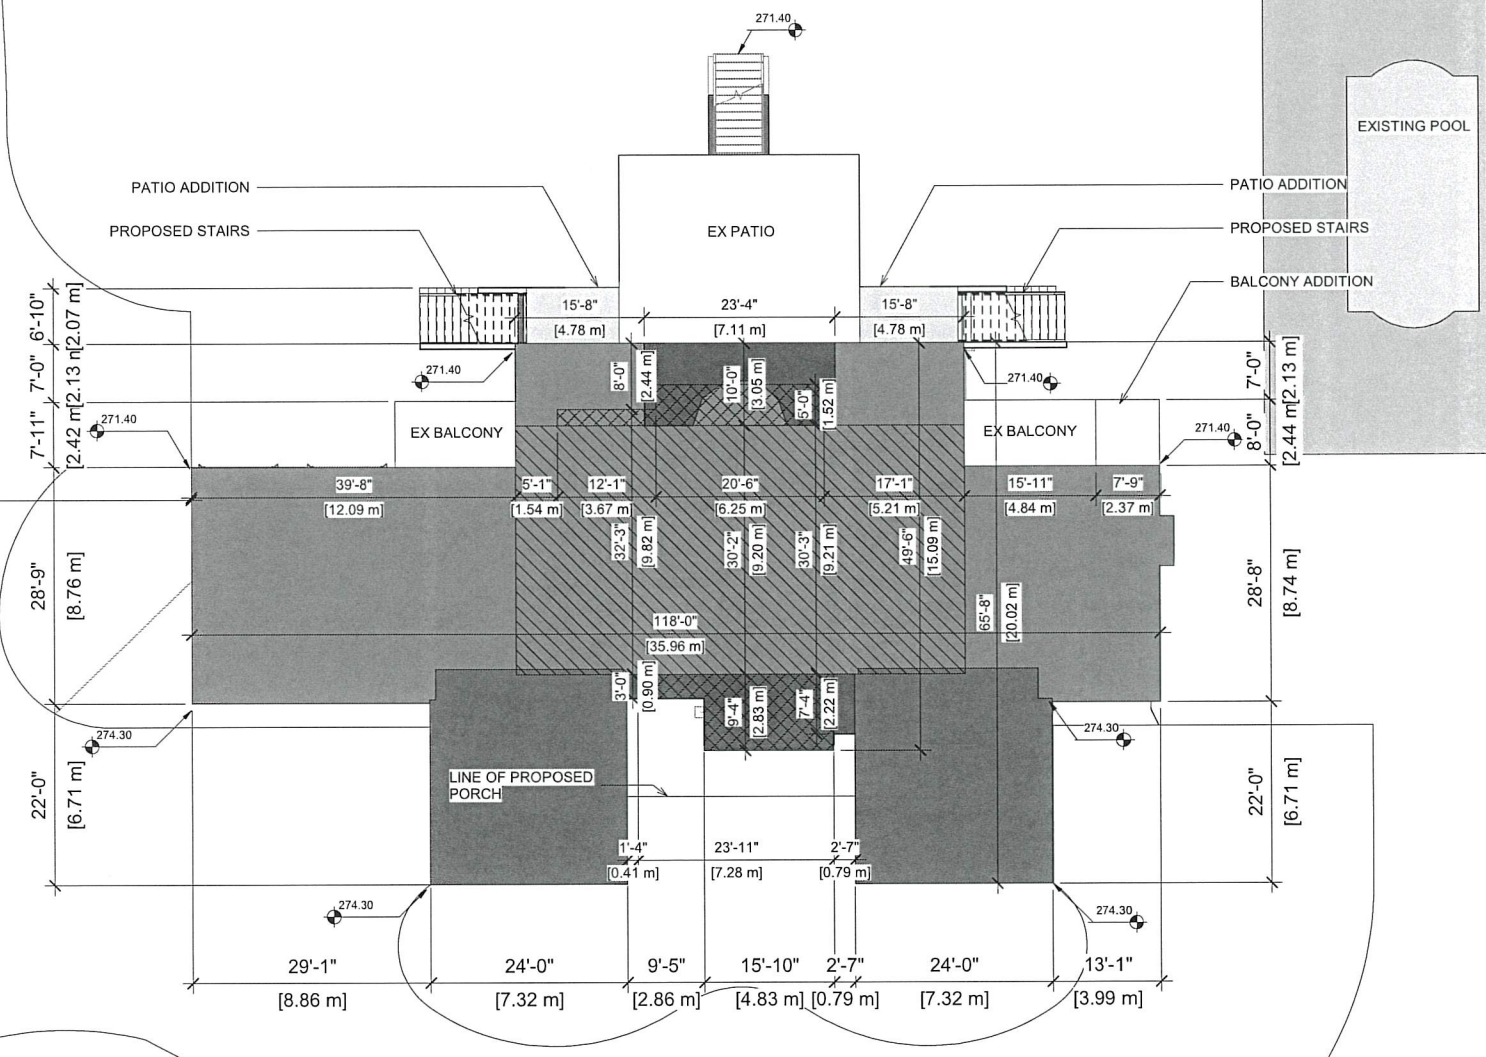 271.40
EXISTING POOL
PATIO ADDITION
PATIO ADDITION
PROPOSED STAIRS
EX PATIO
PROPOSED STAIRS
BALCONY ADDITION
6'-10"
[2.07 m]
15'-8"
[4.78 m]
23'-4"
[7.11 m]
15'-8"
[4.78 m]
7'-0"
[2.13 m]
271.40
8'-0"
[2.44 m]
10'-0"
[3.05 m]
5'-0"
[1.52 m]
271.40
7'-0"
[2.13 m]
7'-11"
[2.42 m]
271.40
EX BALCONY
EX BALCONY
271.40
8'-0"
[2.44 m]
39'-8"
[12.09 m]
5'-1"
[1.54 m]
12'-1"
[3.67 m]
20'-6"
[6.25 m]
17'-1"
[5.21 m]
15'-11"
[4.84 m]
7'-9"
[2.37 m]
28'-9"
[8.76 m]
32'-3"
[9.82 m]
30'-2"
[9.20 m]
30'-3"
[9.21 m]
49'-6"
[15.09 m]
65'-8"
[20.02 m]
28'-8"
[8.74 m]
118'-0"
[35.96 m]
3'-0"
[0.90 m]
9'-4"
[2.83 m]
7'-4"
[2.22 m]
274.30
274.30
22'-0"
[6.71 m]
LINE OF PROPOSED
PORCH
22'-0"
[6.71 m]
1'-4"
[0.41 m]
23'-11"
[7.28 m]
2'-7"
[0.79 m]
274.30
274.30
29'-1"
[8.86 m]
24'-0"
[7.32 m]
9'-5"
[2.86 m]
15'-10"
[4.83 m]
2'-7"
[0.79 m]
24'-0"
[7.32 m]
13'-1"
[3.99 m]